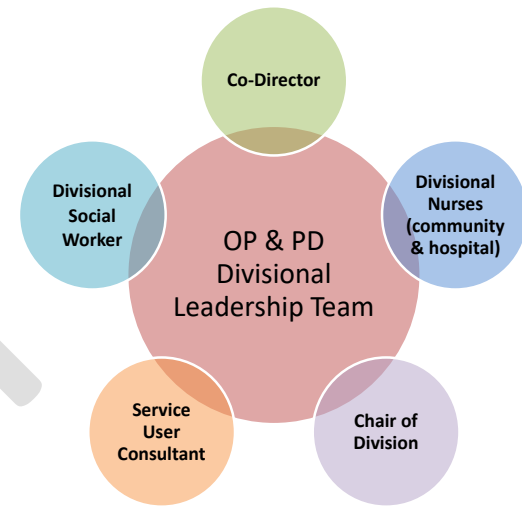 Co-Director
Divisional
Social
Worker
OP & PD
Divisional
Leadership Team
Divisional
Nurses
(community
& hospital)
Service
User
Consultant
Chair of
Division